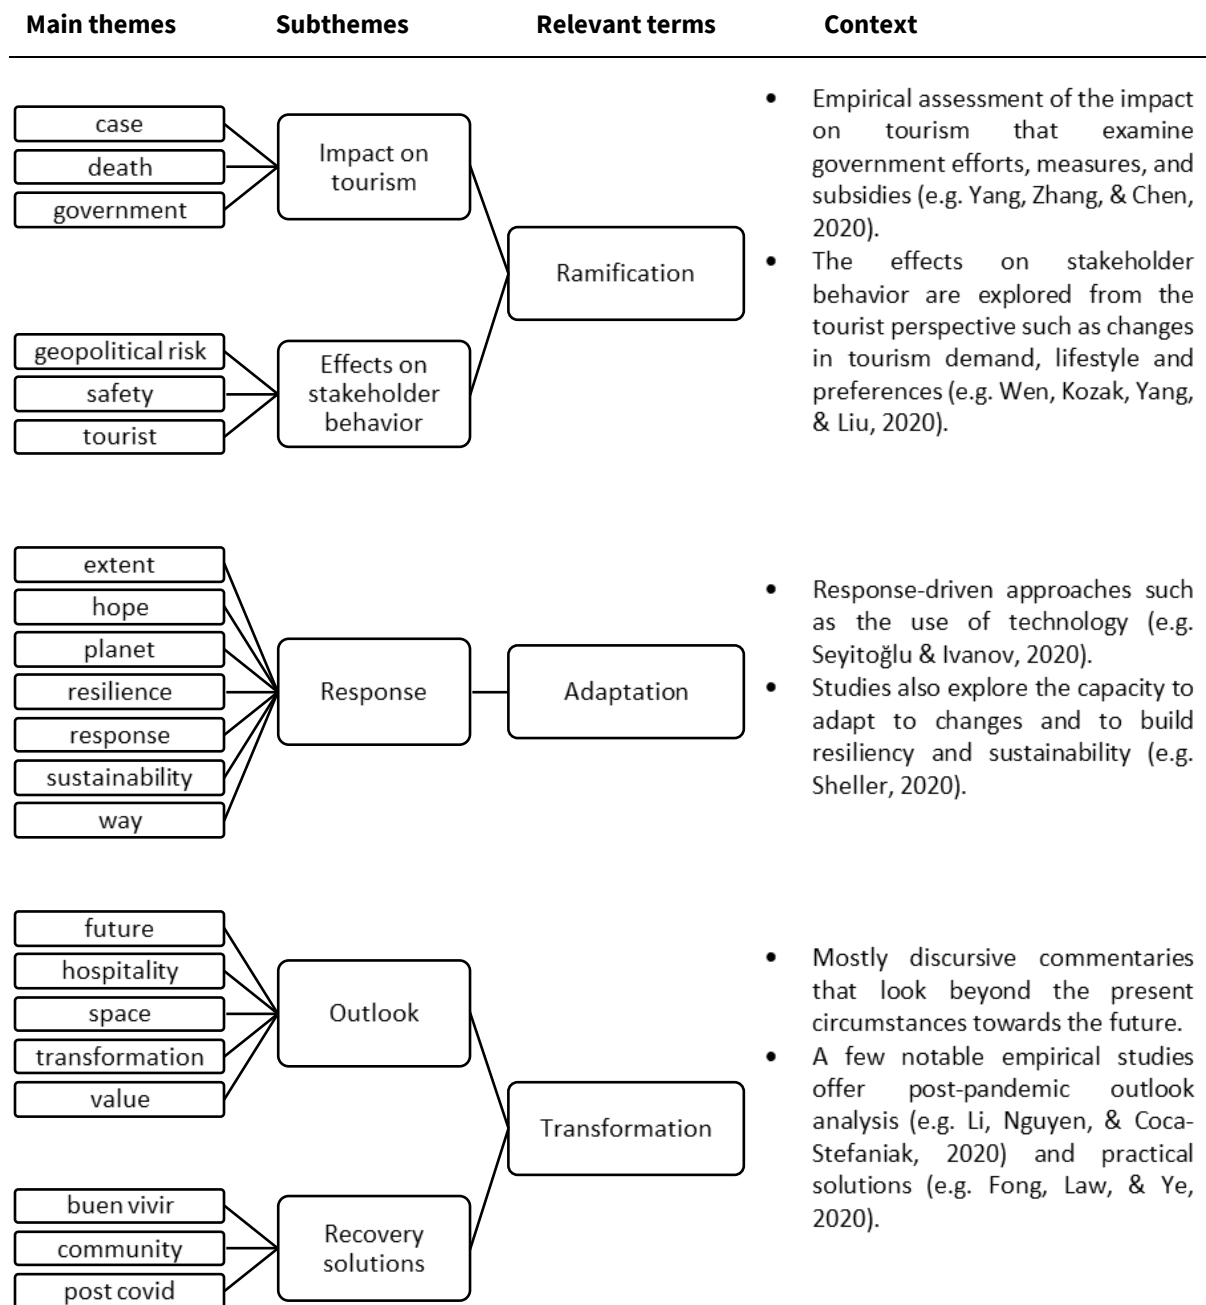 Main themes Subthemes Relevant terms Context
case
death
government
Impact on
tourism
geopolitical risk
safety
tourist
Effects on
stakeholder
behavior
Ramification
• Empirical assessment of the impact
on tourism that examine
government efforts, measures, and
subsidies (e.g. Yang, Zhang, & Chen,
2020).
• The effects on stakeholder
behavior are explored from the
tourist perspective such as changes
in tourism demand, lifestyle and
preferences (e.g. Wen, Kozak, Yang,
& Liu, 2020).
extent
hope
planet
resilience
response
sustainability
way
Response
Adaptation
• Response-driven approaches such
as the use of technology (e.g.
Seyitoğlu & Ivanov, 2020).
• Studies also explore the capacity to
adapt to changes and to build
resiliency and sustainability (e.g.
Sheller, 2020).
future
hospitality
space
transformation
value
Outlook
buen vivir
community
post covid
Recovery
solutions
Transformation
• Mostly discursive commentaries
that look beyond the present
circumstances towards the future.
• A few notable empirical studies
offer post-pandemic outlook
analysis (e.g. Li, Nguyen, & Coca-
Stefaniak, 2020) and practical
solutions (e.g. Fong, Law, & Ye,
2020).